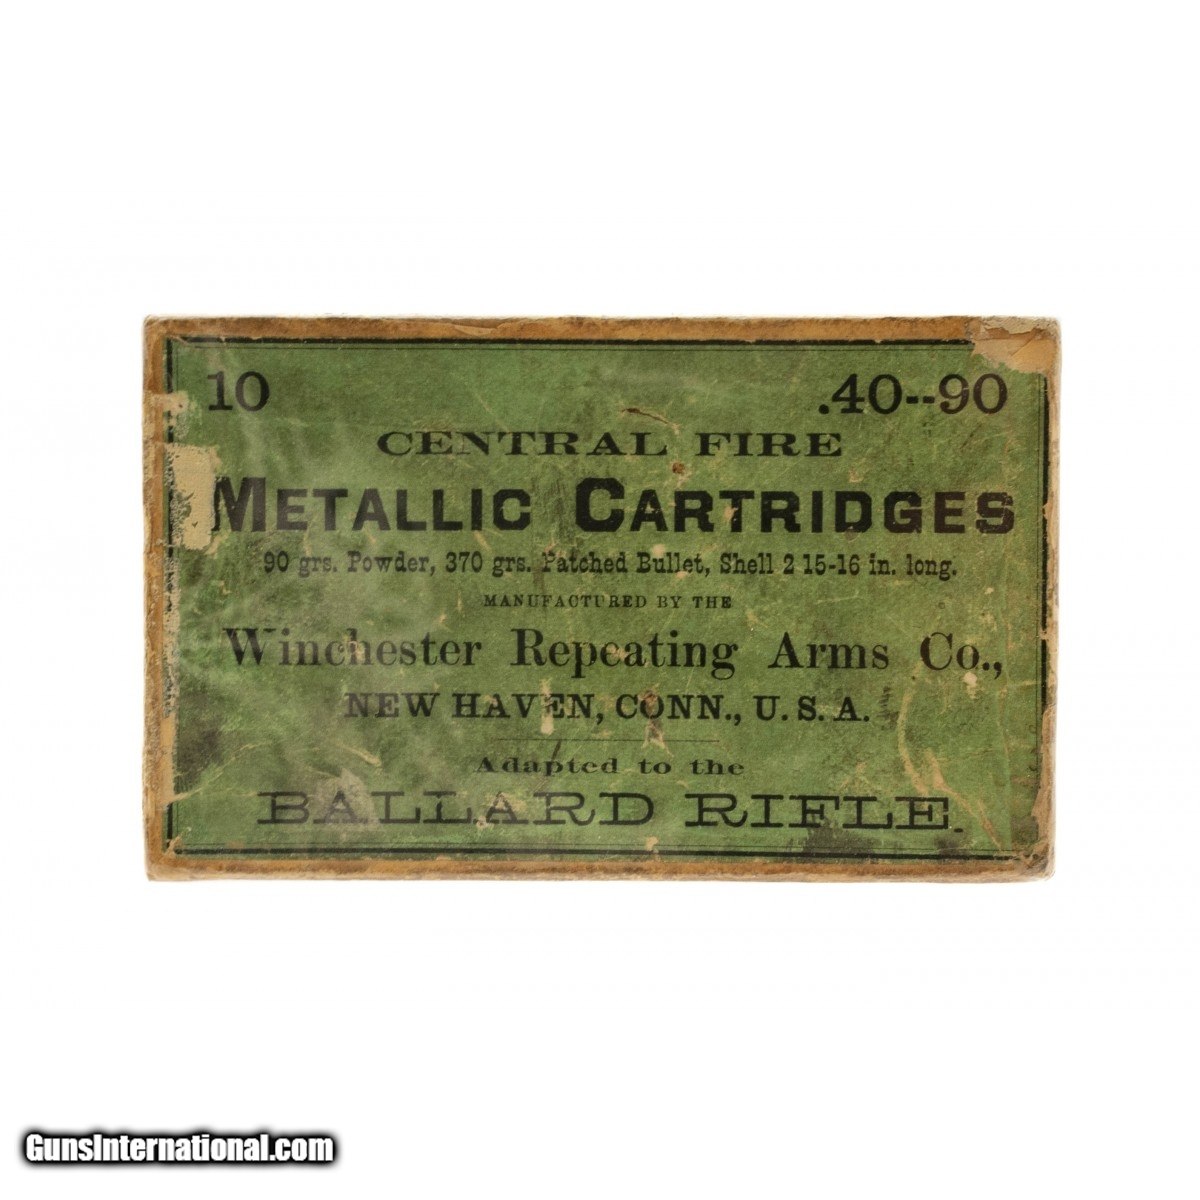 10 .40--90
CENTRAL FIRE
METALLIC CARTRIDGES
90 grs. Powder, 370 grs. Patched Bullet, Shell 2 15-16 in. long.
MANUFACTURED BY THE
Winchester Repeating Arms Co.,
NEW HAVEN, CONN., U. S. A.
Adapted to the
BALLARD RIFLE.
GunsInternational.com